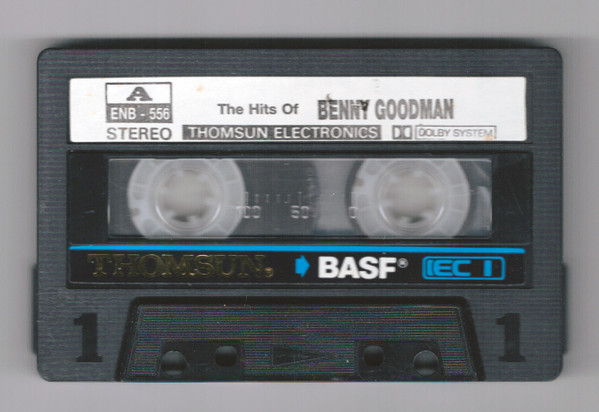 A
ENB - 556
STEREO
The Hits Of BENNY GOODMAN
THOMSUN ELECTRONICS DOLBY SYSTEM
100 50 0
THOMSUN BASF® IEC I
1 1